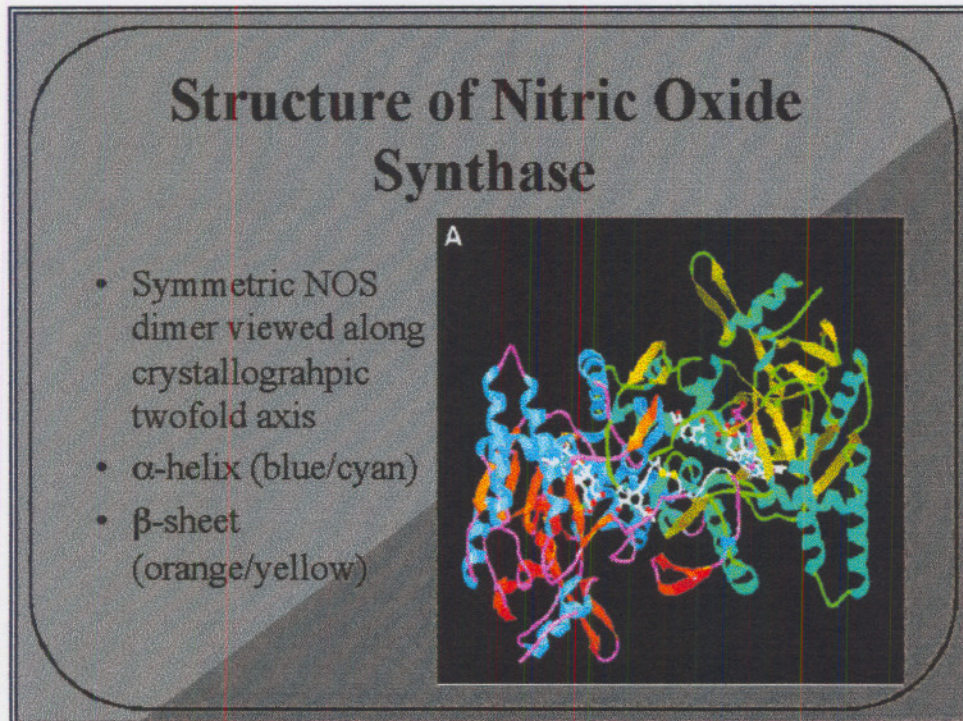 Structure of Nitric Oxide
Synthase
A
• Symmetric NOS
dimer viewed along
crystallograhpic
twofold axis
• α-helix (blue/cyan)
• β-sheet
(orange/yellow)